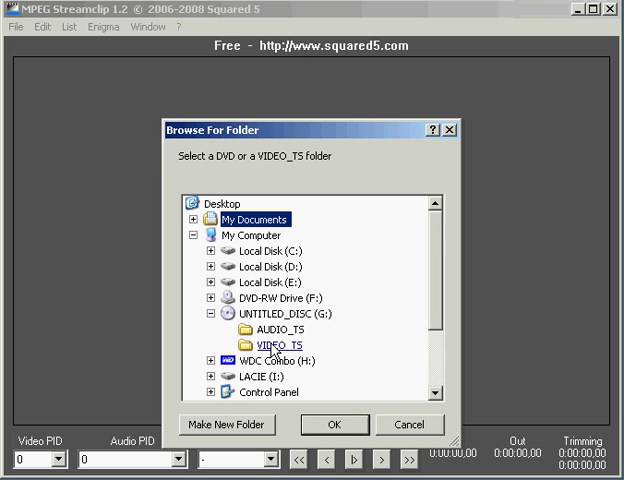 MPEG Streamclip 1.2 © 2006-2008 Squared 5
File Edit List Enigma Window ?
Free - http://www.squared5.com
Browse For Folder
Select a DVD or a VIDEO_TS folder
Desktop
My Documents
My Computer
Local Disk (C:)
Local Disk (D:)
Local Disk (E:)
DVD-RW Drive (F:)
UNTITLED_DISC (G:)
AUDIO_TS
VIDEO_TS
WD WDC Combo (H:)
LACIE (I:)
Control Panel
Make New Folder OK Cancel
Video PID Audio PID Out Trimming
0 0 - << < > >> 0:00:00,00 0:00:00,00 0:00:00,00
0:00:00,00